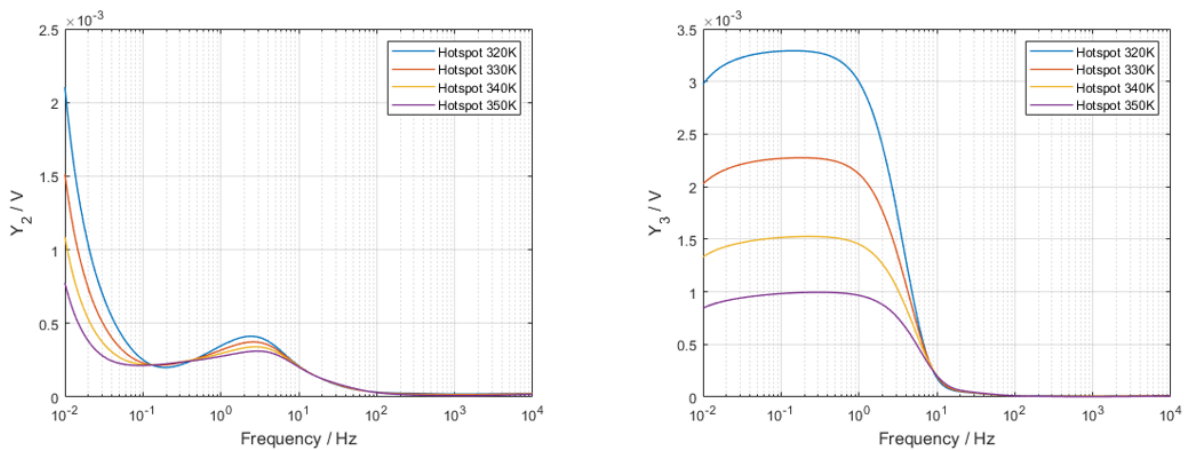 ×10⁻³
2.5
2
1.5
1
0.5
0
Y₂ / V
10⁻² 10⁻¹ 10⁰ 10¹ 10² 10³ 10⁴
Frequency / Hz
Hotspot 320K
Hotspot 330K
Hotspot 340K
Hotspot 350K
×10⁻³
3.5
3
2.5
2
1.5
1
0.5
0
Y₃ / V
10⁻² 10⁻¹ 10⁰ 10¹ 10² 10³ 10⁴
Frequency / Hz
Hotspot 320K
Hotspot 330K
Hotspot 340K
Hotspot 350K